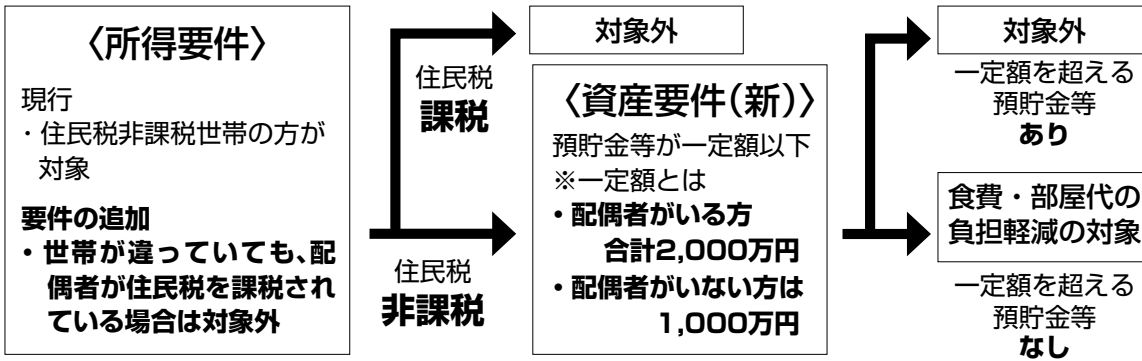 〈所得要件〉
現行
・住民税非課税世帯の方が
対象
要件の追加
・世帯が違っていても、配
偶者が住民税を課税され
ている場合は対象外
住民税
課税
住民税
非課税
対象外
〈資産要件(新)〉
預貯金等が一定額以下
※一定額とは
・配偶者がいる方
合計2,000万円
・配偶者がいない方は
1,000万円
対象外
一定額を超える
預貯金等
あり
食費・部屋代の
負担軽減の対象
一定額を超える
預貯金等
なし